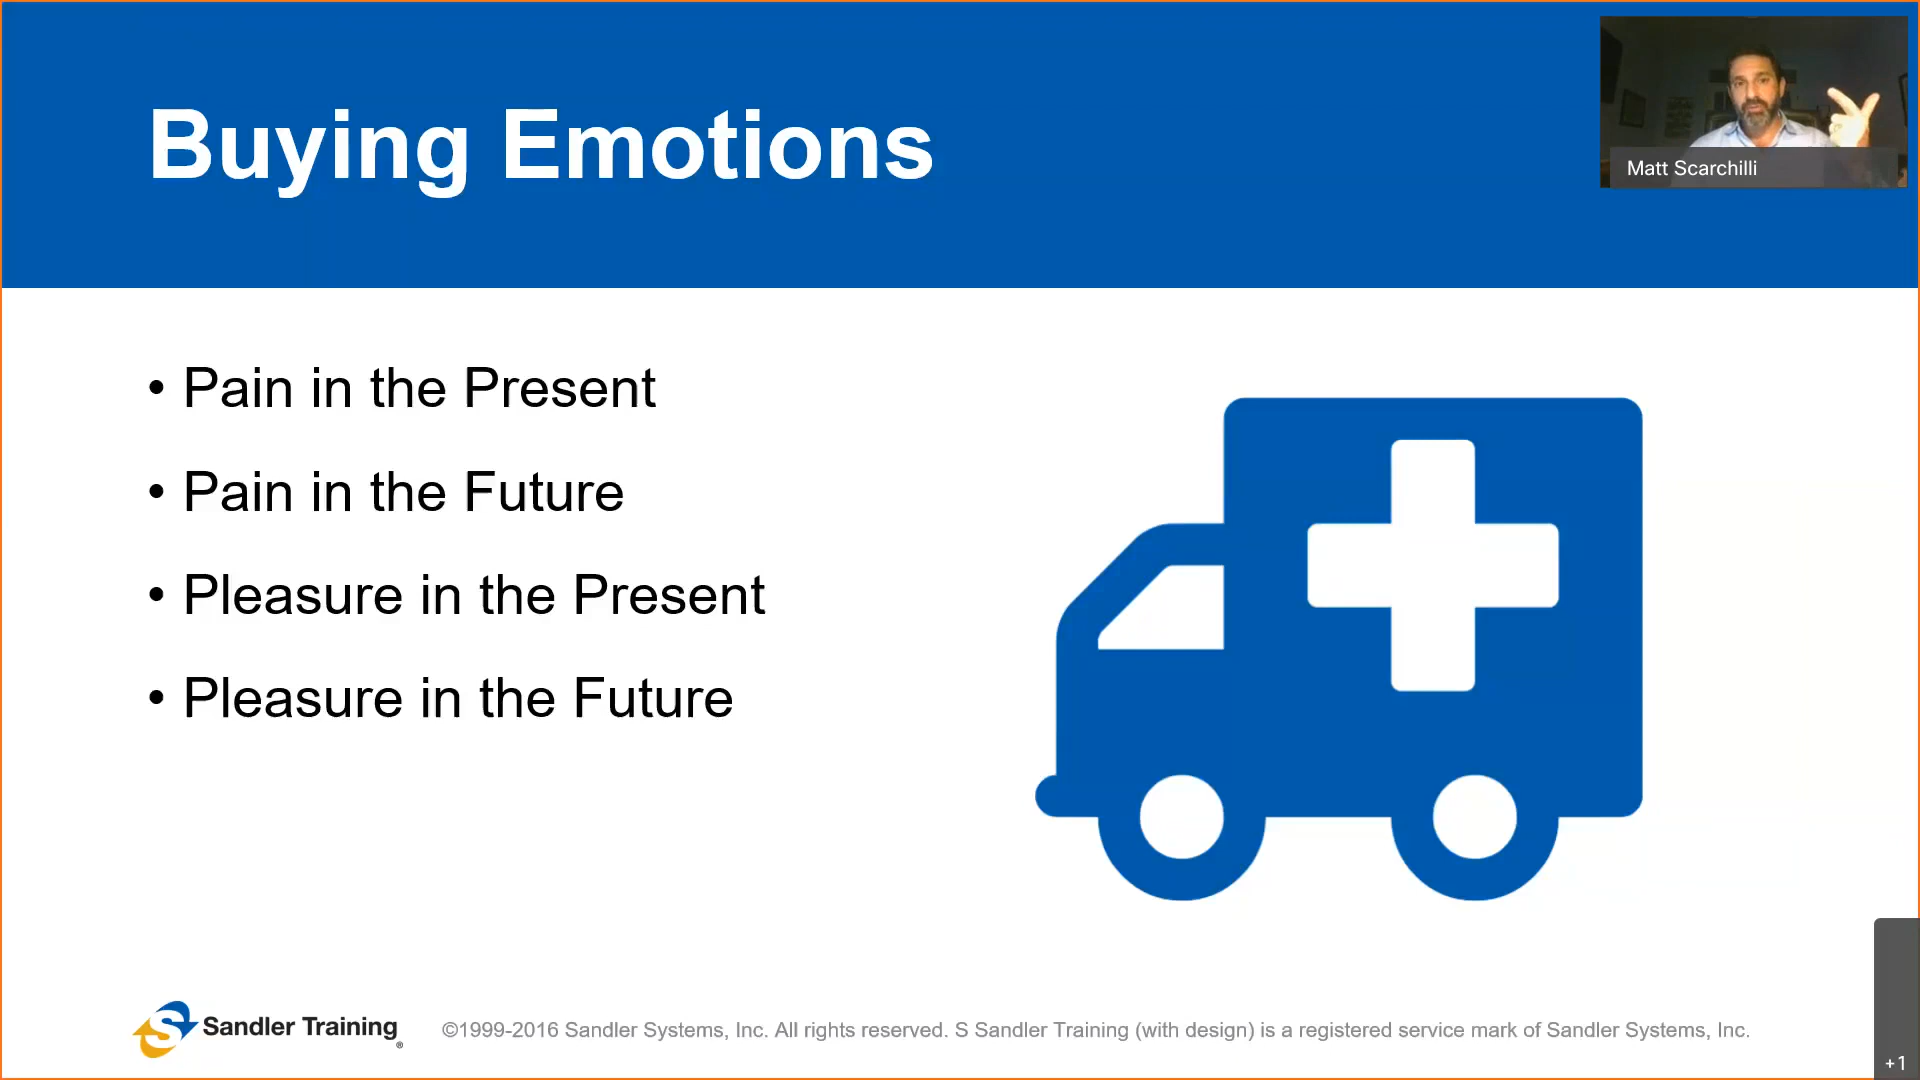 Buying Emotions
Matt Scarchilli
• Pain in the Present
• Pain in the Future
• Pleasure in the Present
• Pleasure in the Future
S Sandler Training®
©1999-2016 Sandler Systems, Inc. All rights reserved. S Sandler Training (with design) is a registered service mark of Sandler Systems, Inc.
+1